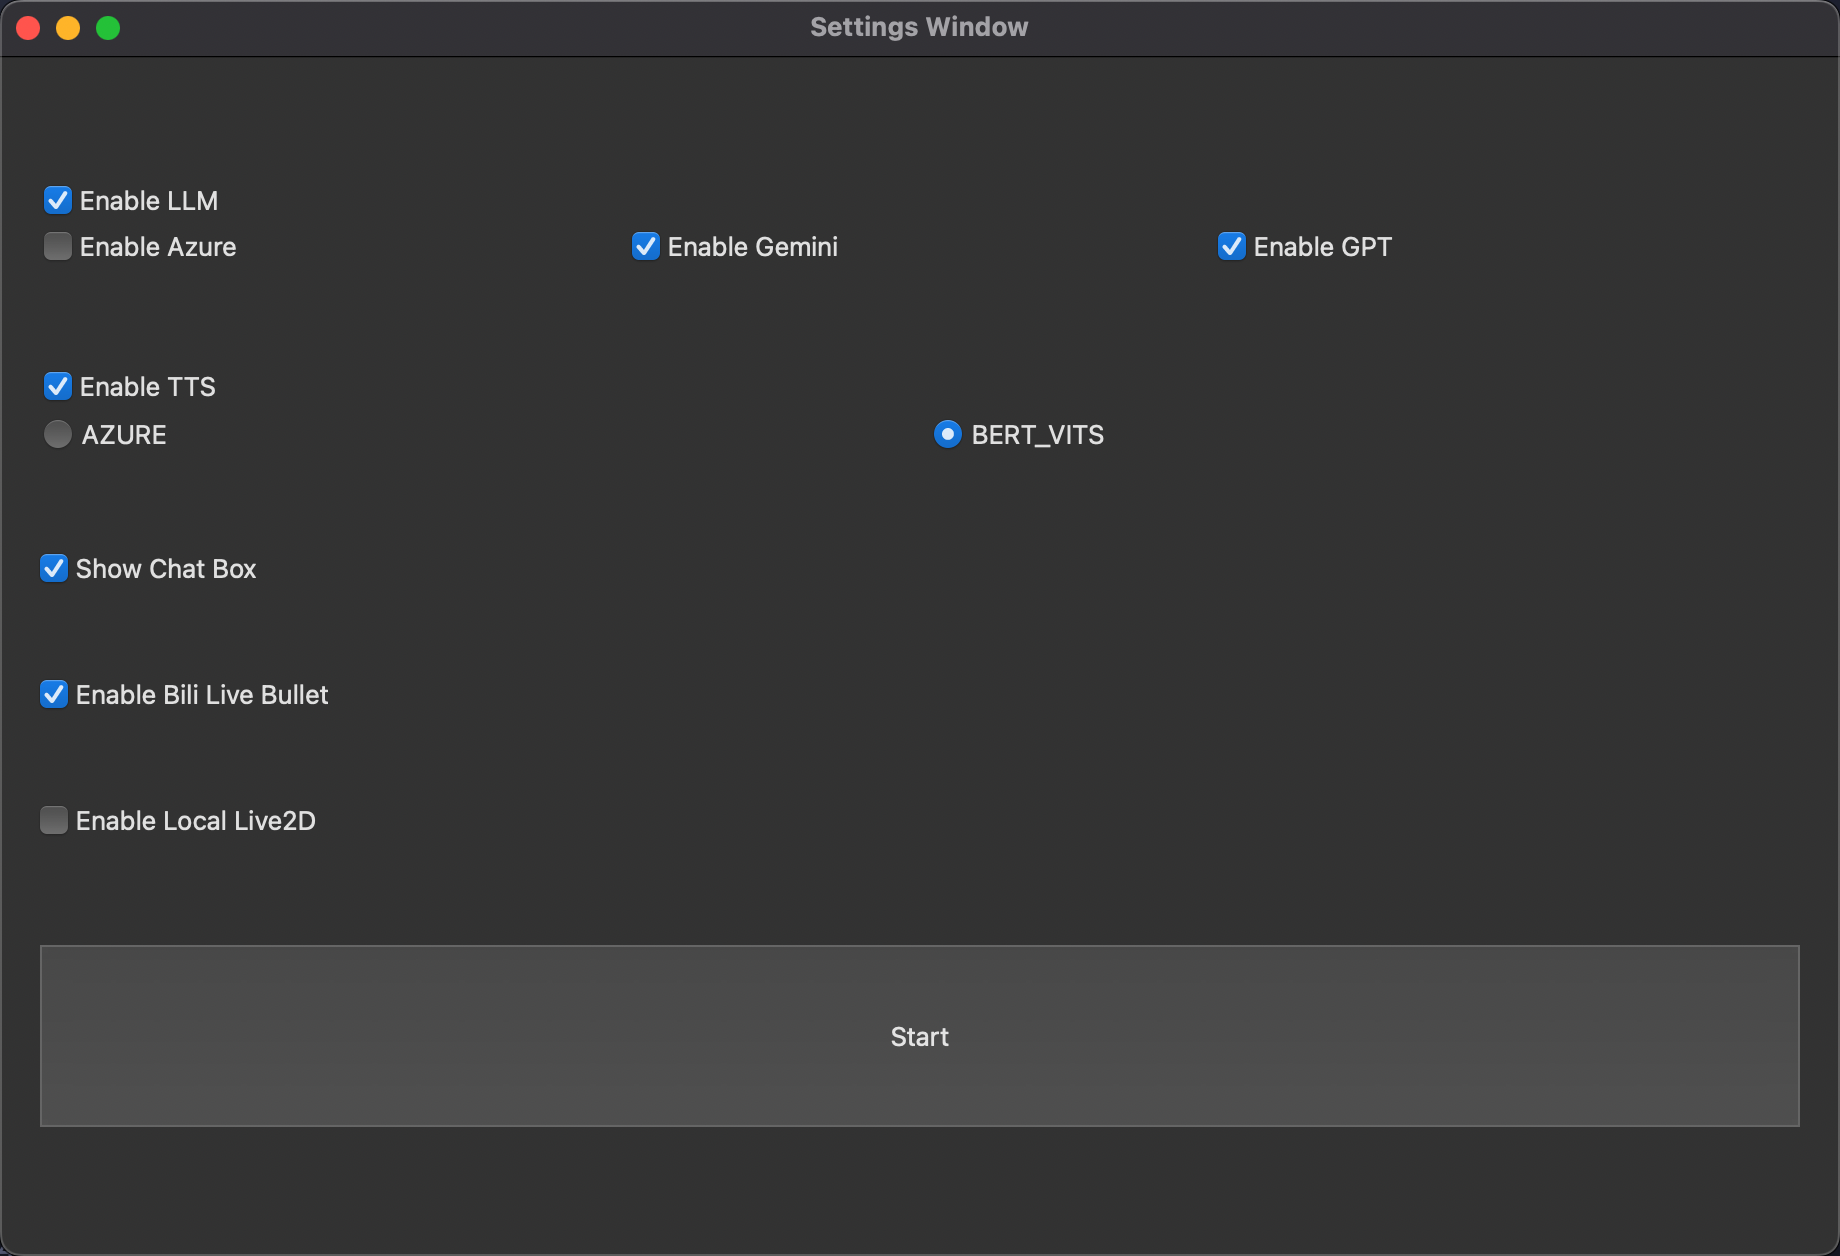 Settings Window
Enable LLM
Enable Azure Enable Gemini Enable GPT
Enable TTS
AZURE BERT_VITS
Show Chat Box
Enable Bili Live Bullet
Enable Local Live2D
Start